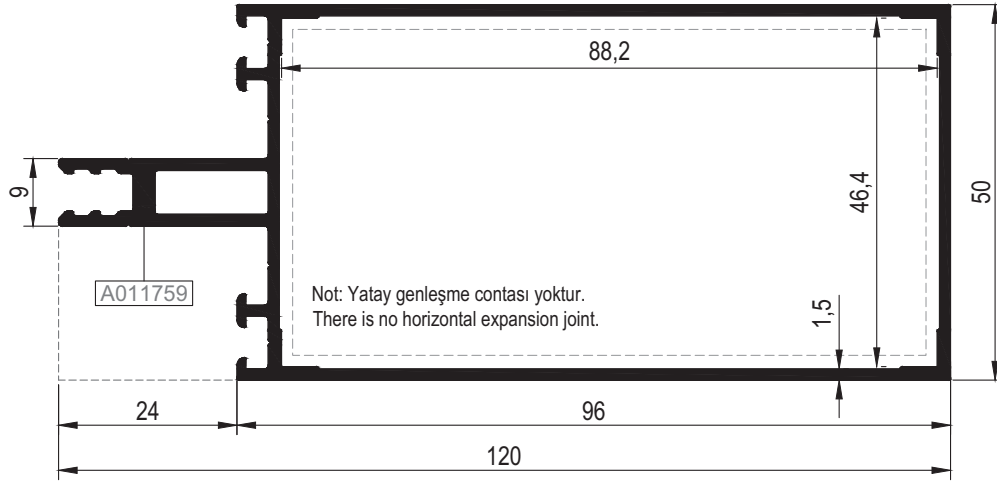 88,2
9
46,4
50
A011759
Not: Yatay genleşme contası yoktur.
There is no horizontal expansion joint.
1,5
24
96
120